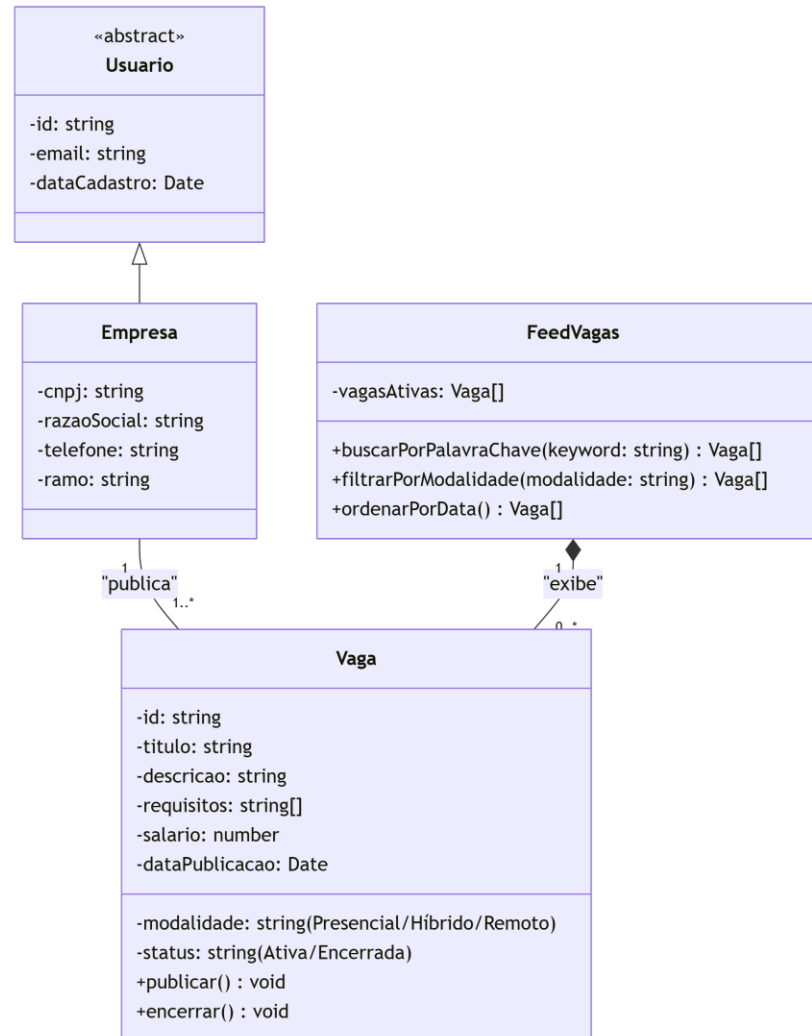 «abstract»
Usuario
-id: string
-email: string
-dataCadastro: Date
Empresa
-cnpj: string
-razaoSocial: string
-telefone: string
-ramo: string
FeedVagas
-vagasAtivas: Vaga[]
+buscarPorPalavraChave(keyword: string) : Vaga[]
+filtrarPorModalidade(modalidade: string) : Vaga[]
+ordenarPorData() : Vaga[]
1
"publica"
1..*
1
"exibe"
0..*
Vaga
-id: string
-titulo: string
-descricao: string
-requisitos: string[]
-salario: number
-dataPublicacao: Date
-modalidade: string(Presencial/Híbrido/Remoto)
-status: string(Ativa/Encerrada)
+publicar() : void
+encerrar() : void